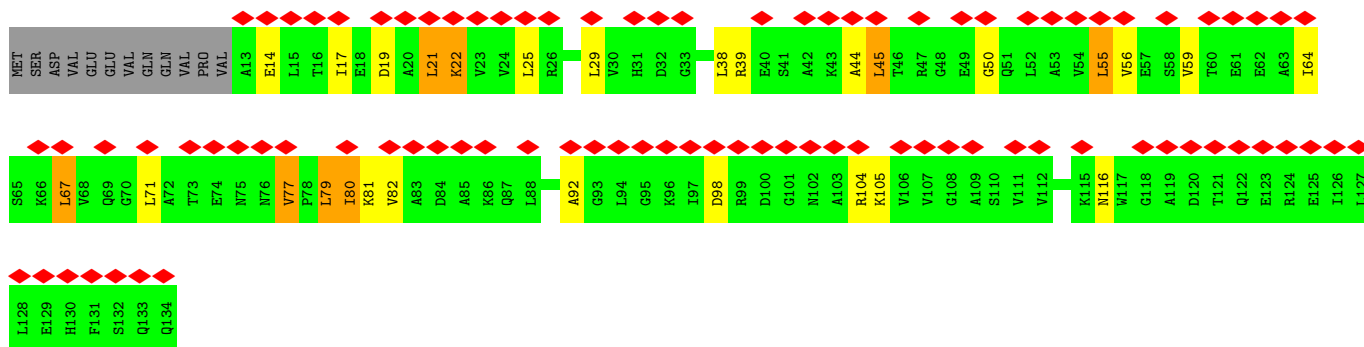 MET SER ASP VAL GLU GLU VAL GLN GLN VAL PRO VAL A13 E14 L15 T16 I17 E18 D19 A20 L21 K22 V23 V24 L25 R26 L29 V30 H31 D32 G33 L38 R39 E40 S41 A42 K43 A44 L45 T46 R47 G48 E49 G50 Q51 L52 A53 V54 L55 V56 E57 S58 V59 T60 E61 E62 A63 I64
S65 K66 L67 V68 Q69 G70 L71 A72 T73 E74 N75 N76 V77 P78 L79 I80 K81 V82 A83 D84 A85 K86 Q87 L88 A92 G93 L94 G95 K96 I97 D98 R99 D100 G101 N102 A103 R104 K105 V106 V107 G108 A109 S110 V111 V112 K115 N116 W117 G118 A119 D120 T121 Q122 E123 R124 E125 I126 L127
L128 E129 H130 F131 S132 Q133 Q134